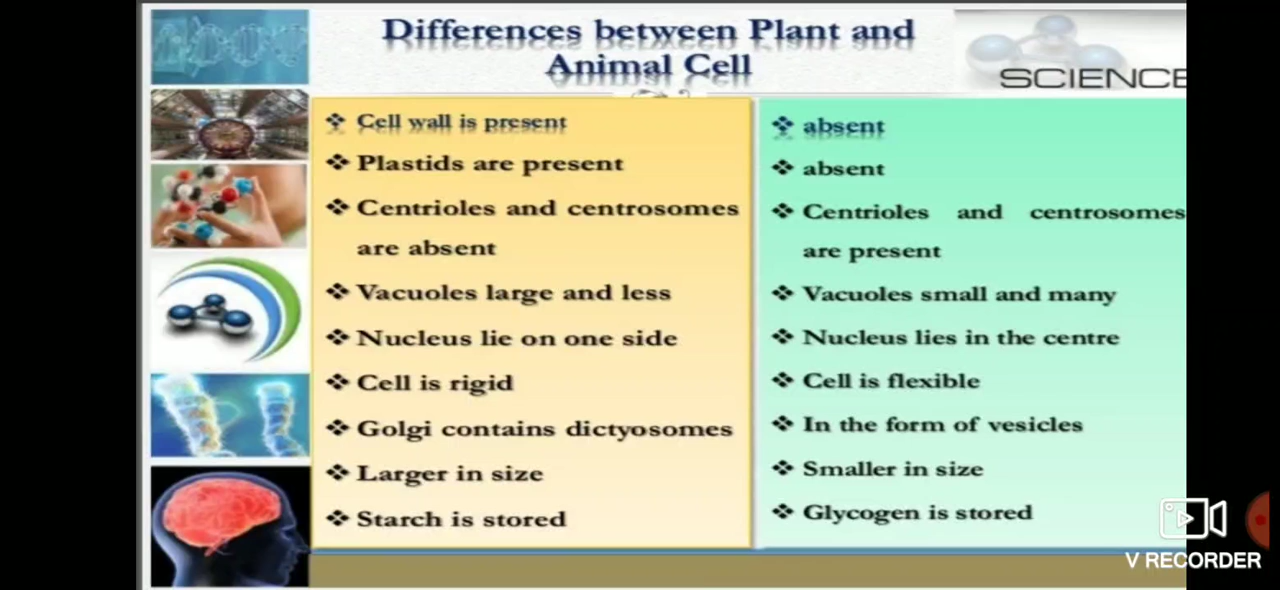 Differences between Plant and
Animal Cell
SCIENCE
Cell wall is present
Plastids are present
Centrioles and centrosomes
are absent
Vacuoles large and less
Nucleus lie on one side
Cell is rigid
Golgi contains dictyosomes
Larger in size
Starch is stored
absent
absent
Centrioles and centrosomes
are present
Vacuoles small and many
Nucleus lies in the centre
Cell is flexible
In the form of vesicles
Smaller in size
Glycogen is stored
V RECORDER